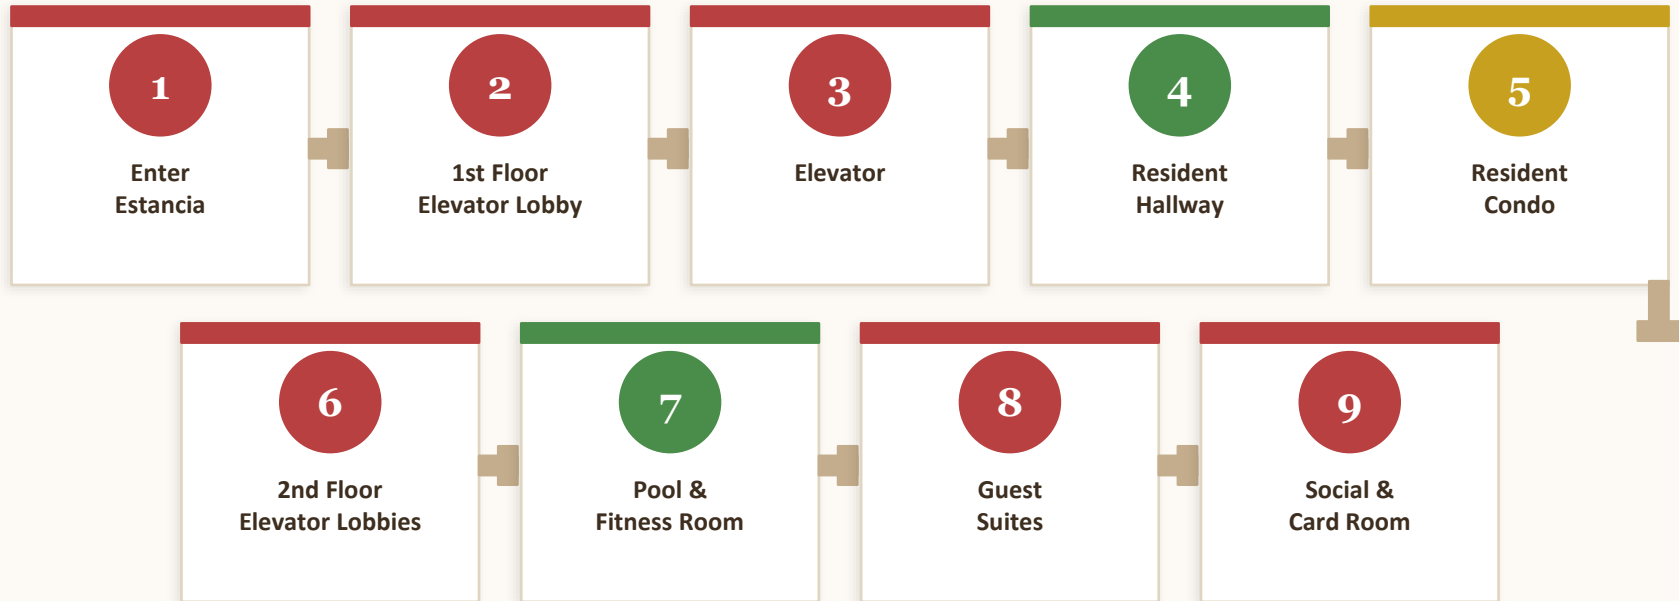 1
Enter
Estancia
2
1st Floor
Elevator Lobby
3
Elevator
4
Resident
Hallway
5
Resident
Condo
6
2nd Floor
Elevator Lobbies
7
Pool &
Fitness Room
8
Guest
Suites
9
Social &
Card Room